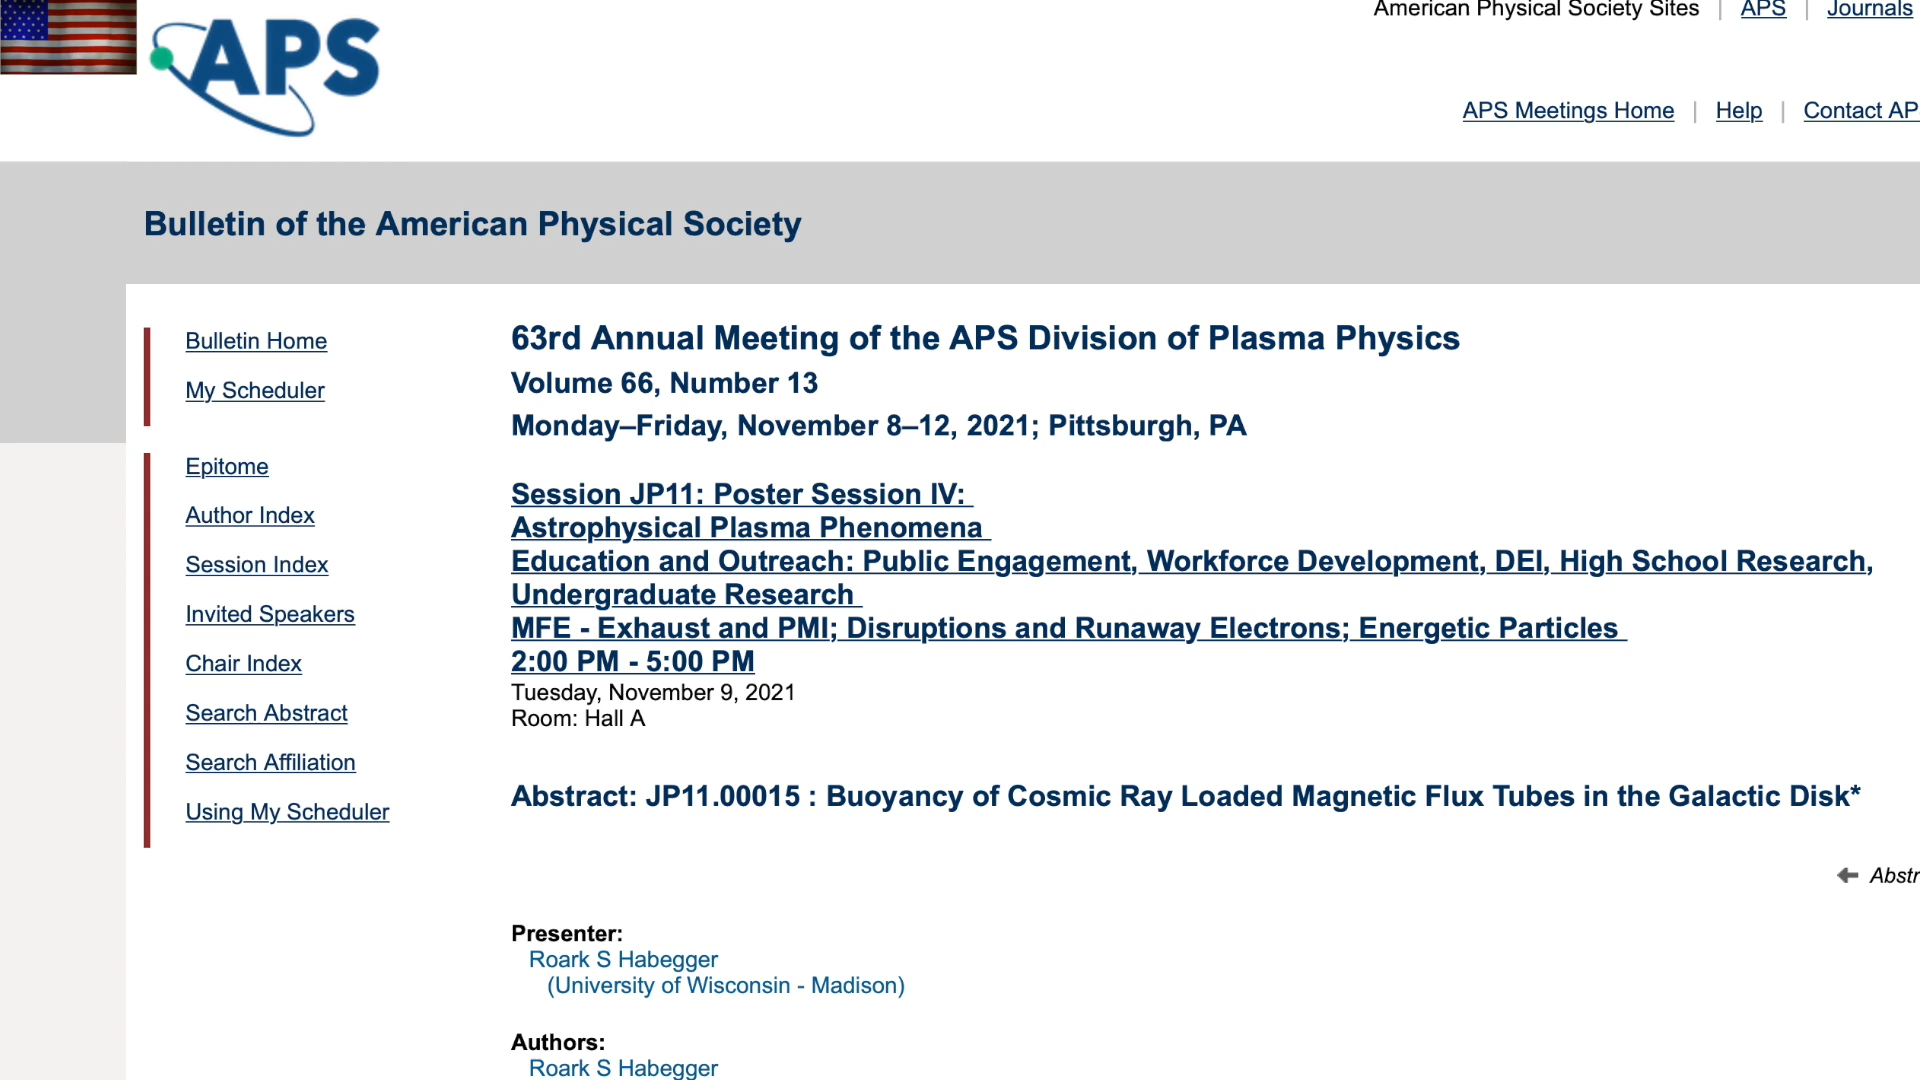 APS
American Physical Society Sites | APS | Journals
APS Meetings Home | Help | Contact AP
Bulletin of the American Physical Society
Bulletin Home
My Scheduler
Epitome
Author Index
Session Index
Invited Speakers
Chair Index
Search Abstract
Search Affiliation
Using My Scheduler
63rd Annual Meeting of the APS Division of Plasma Physics
Volume 66, Number 13
Monday–Friday, November 8–12, 2021; Pittsburgh, PA
Session JP11: Poster Session IV:
Astrophysical Plasma Phenomena
Education and Outreach: Public Engagement, Workforce Development, DEI, High School Research,
Undergraduate Research
MFE - Exhaust and PMI; Disruptions and Runaway Electrons; Energetic Particles
2:00 PM - 5:00 PM
Tuesday, November 9, 2021
Room: Hall A
Abstract: JP11.00015 : Buoyancy of Cosmic Ray Loaded Magnetic Flux Tubes in the Galactic Disk*
Abstr
Presenter:
Roark S Habegger
(University of Wisconsin - Madison)
Authors:
Roark S Habegger